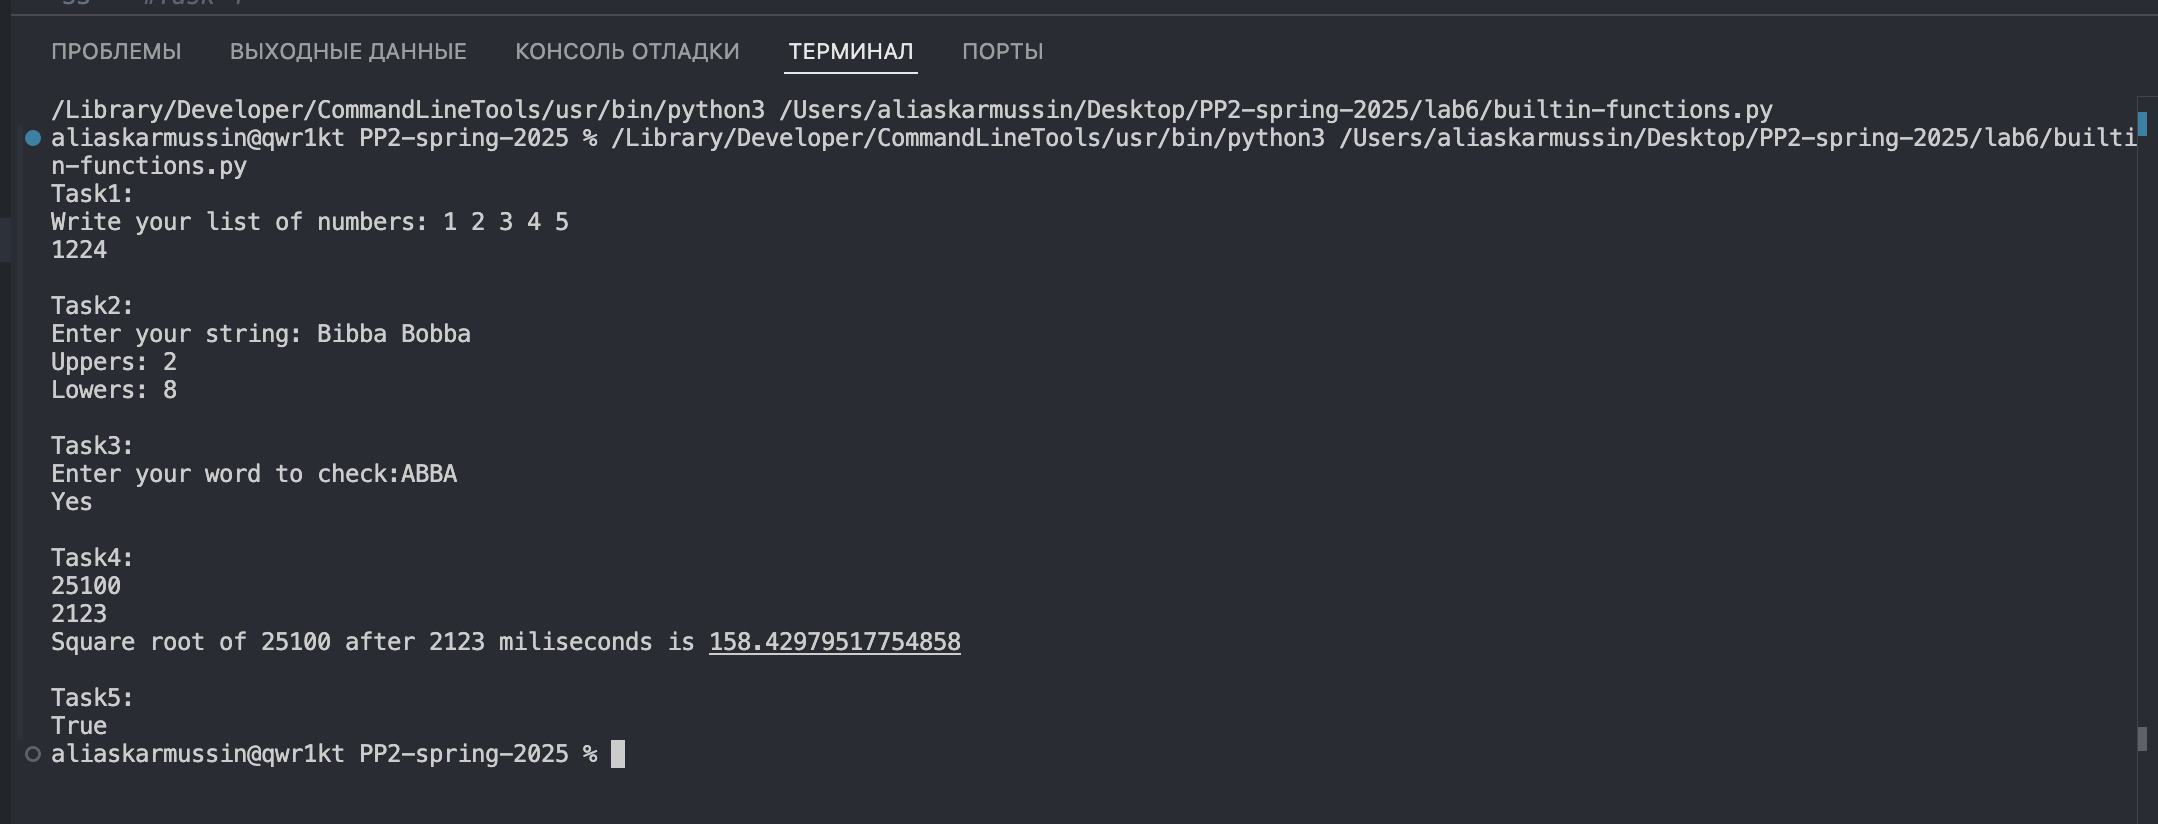 ПРОБЛЕМЫ ВЫХОДНЫЕ ДАННЫЕ КОНСОЛЬ ОТЛАДКИ ТЕРМИНАЛ ПОРТЫ
/Library/Developer/CommandLineTools/usr/bin/python3 /Users/aliaskarmussin/Desktop/PP2-spring-2025/lab6/builtin-functions.py
aliaskarmussin@qwr1kt PP2-spring-2025 % /Library/Developer/CommandLineTools/usr/bin/python3 /Users/aliaskarmussin/Desktop/PP2-spring-2025/lab6/builti
n-functions.py
Task1:
Write your list of numbers: 1 2 3 4 5
1224
Task2:
Enter your string: Bibba Bobba
Uppers: 2
Lowers: 8
Task3:
Enter your word to check:ABBA
Yes
Task4:
25100
2123
Square root of 25100 after 2123 miliseconds is 158.42979517754858
Task5:
True
aliaskarmussin@qwr1kt PP2-spring-2025 %